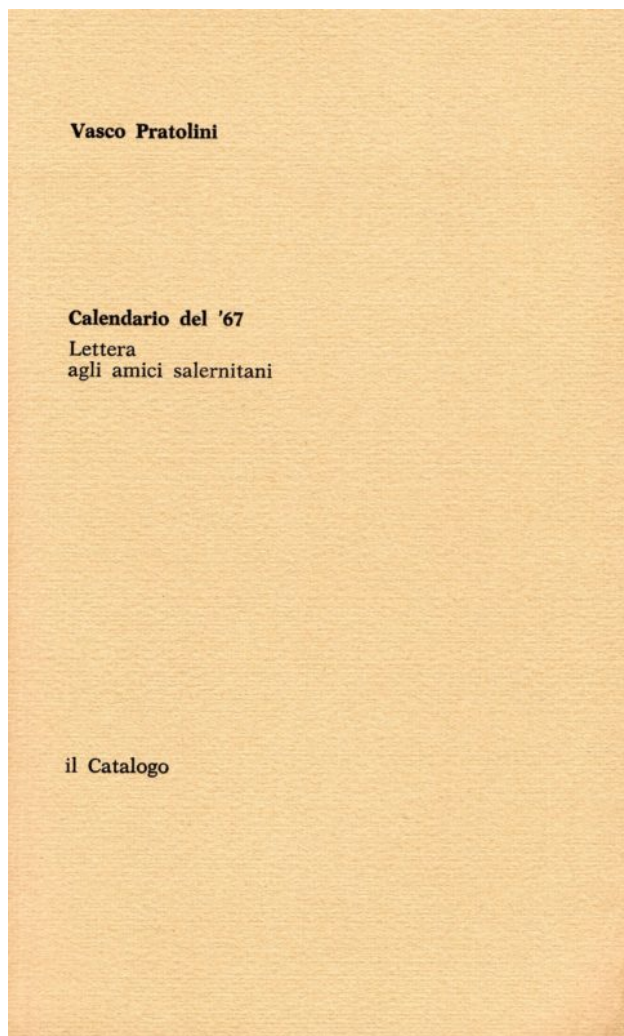 Vasco Pratolini
Calendario del '67
Lettera
agli amici salernitani
il Catalogo